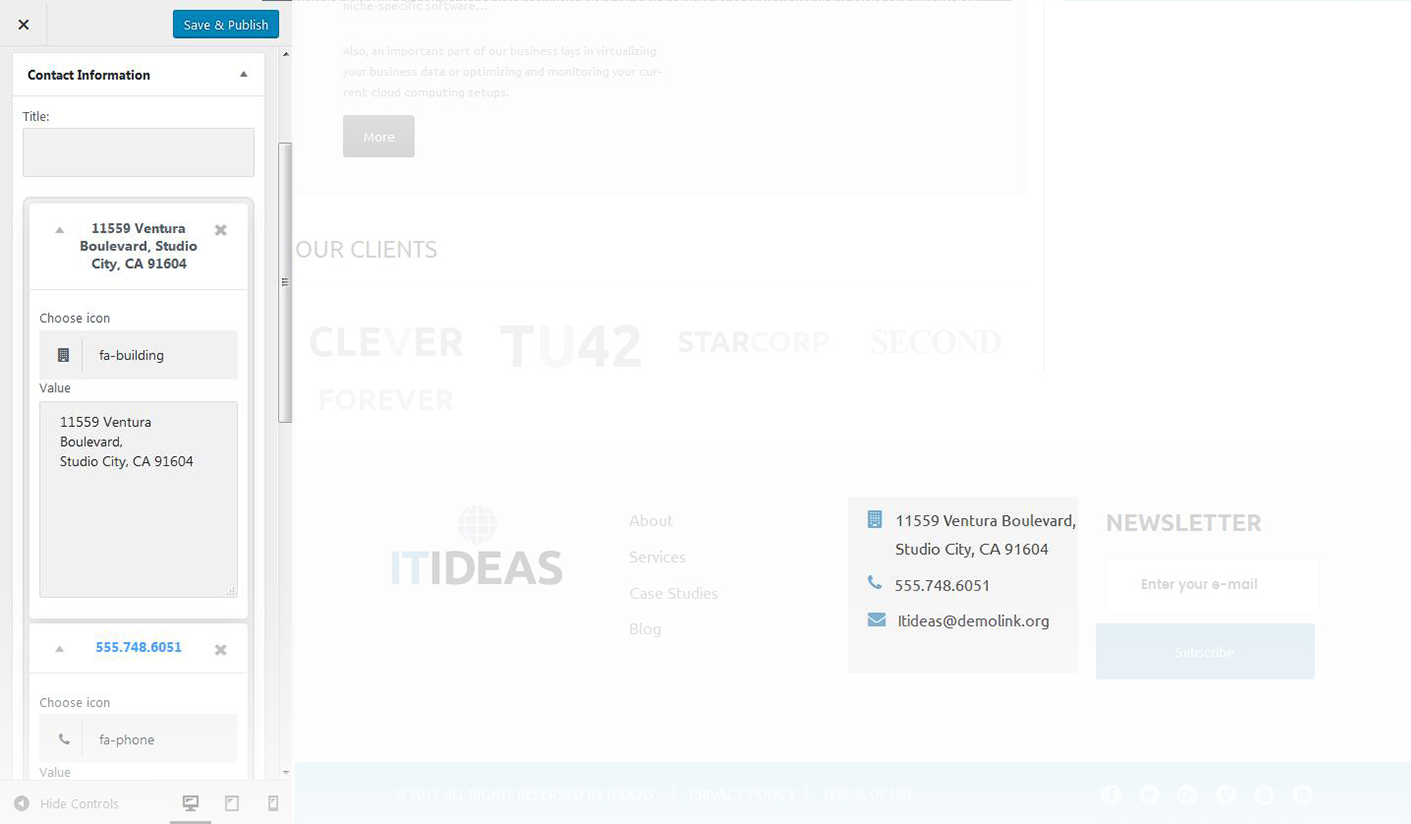 Save & Publish
Contact Information
Title:
11559 Ventura
Boulevard, Studio
City, CA 91604
Choose icon
fa-building
Value
11559 Ventura
Boulevard,
Studio City, CA 91604
555.748.6051
Choose icon
fa-phone
Value
Hide Controls
niche-specific software...
Also, an important part of our business lays in virtualizing
your business data or optimizing and monitoring your cur-
rent cloud computing setups.
More
OUR CLIENTS
CLEVER
TU42
STARCORP
SECOND
FOREVER
ITIDEAS
About
Services
Case Studies
Blog
11559 Ventura Boulevard,
Studio City, CA 91604
555.748.6051
Itideas@demolink.org
NEWSLETTER
Enter your e-mail
Subscribe
© 2017 ALL RIGHTS RESERVED BY ITIDEAS
PRIVACY POLICY
TERMS OF USE